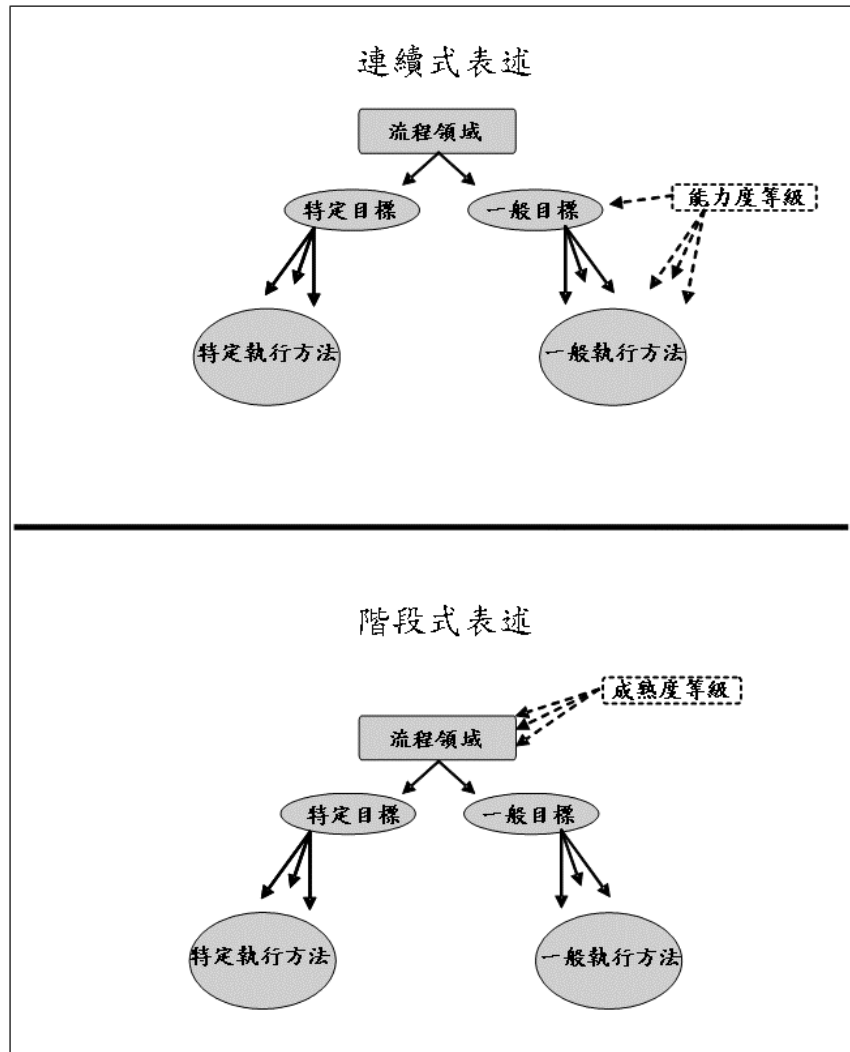 連續式表述
流程領域
特定目標
一般目標
能力度等級
特定執行方法
一般執行方法
階段式表述
成熟度等級
流程領域
特定目標
一般目標
特定執行方法
一般執行方法